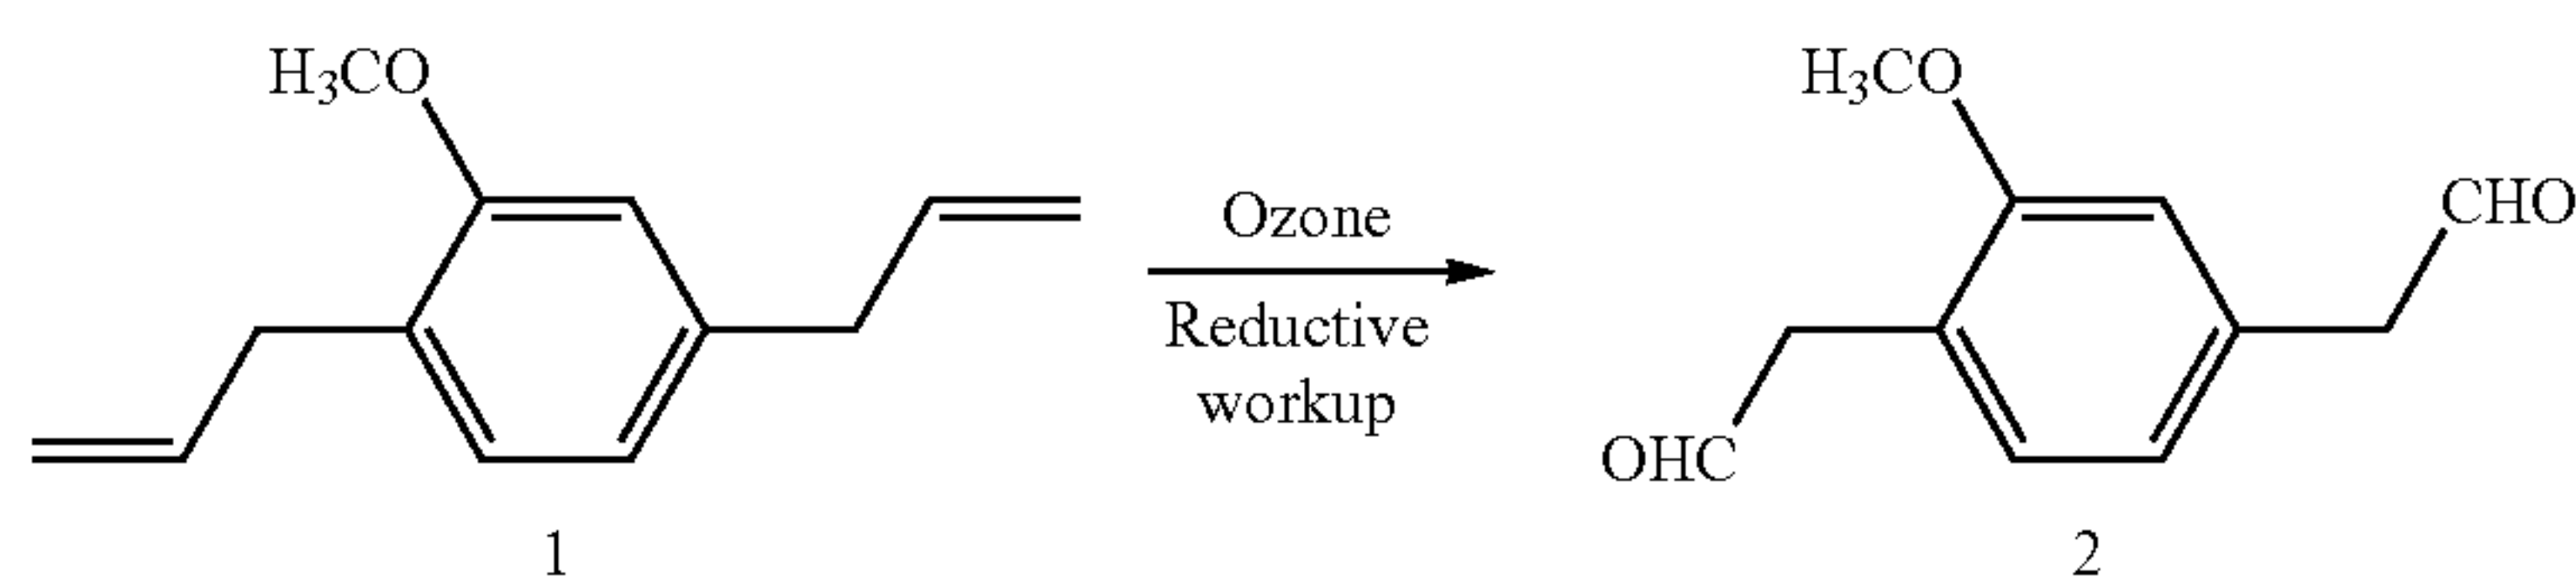 H₃CO
H₃CO
CHO
Ozone
Reductive
workup
OHC
1
2